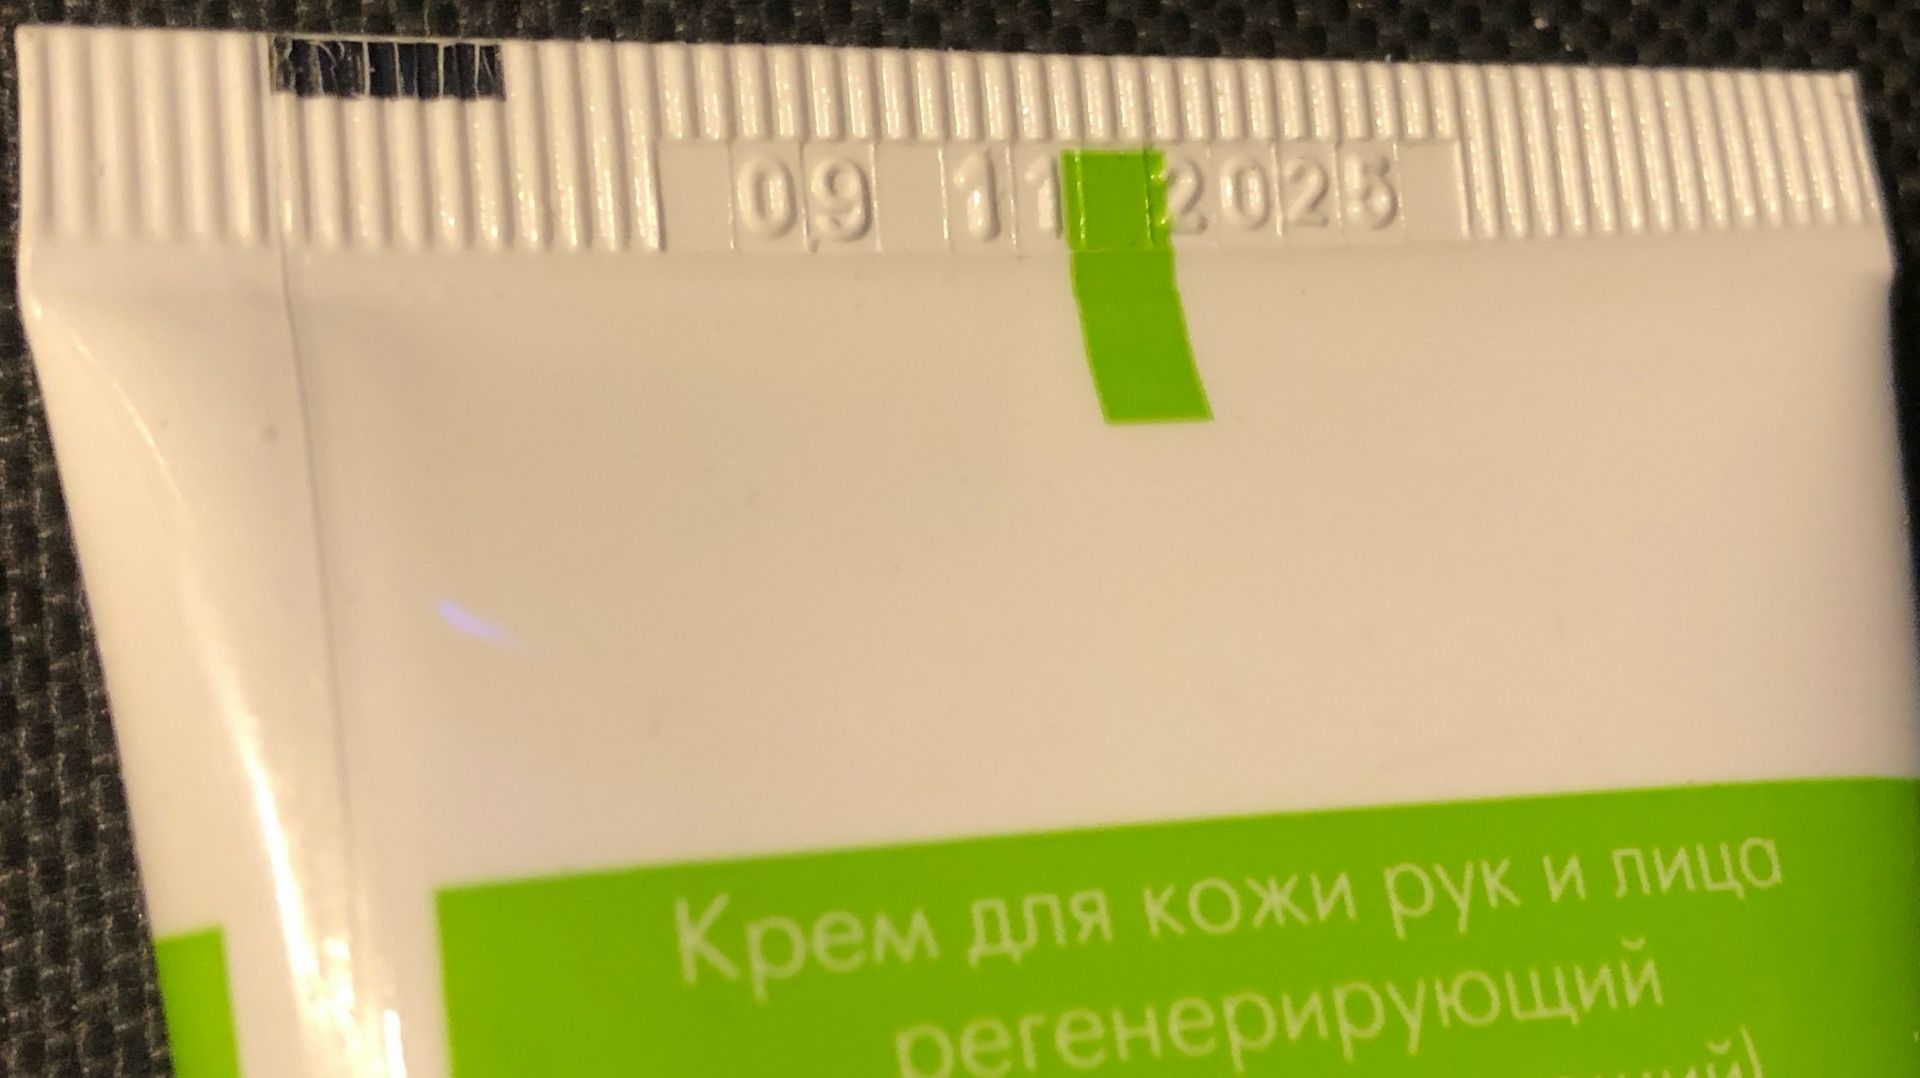 09 11 2025
Крем для кожи рук и лица
регенерирующий